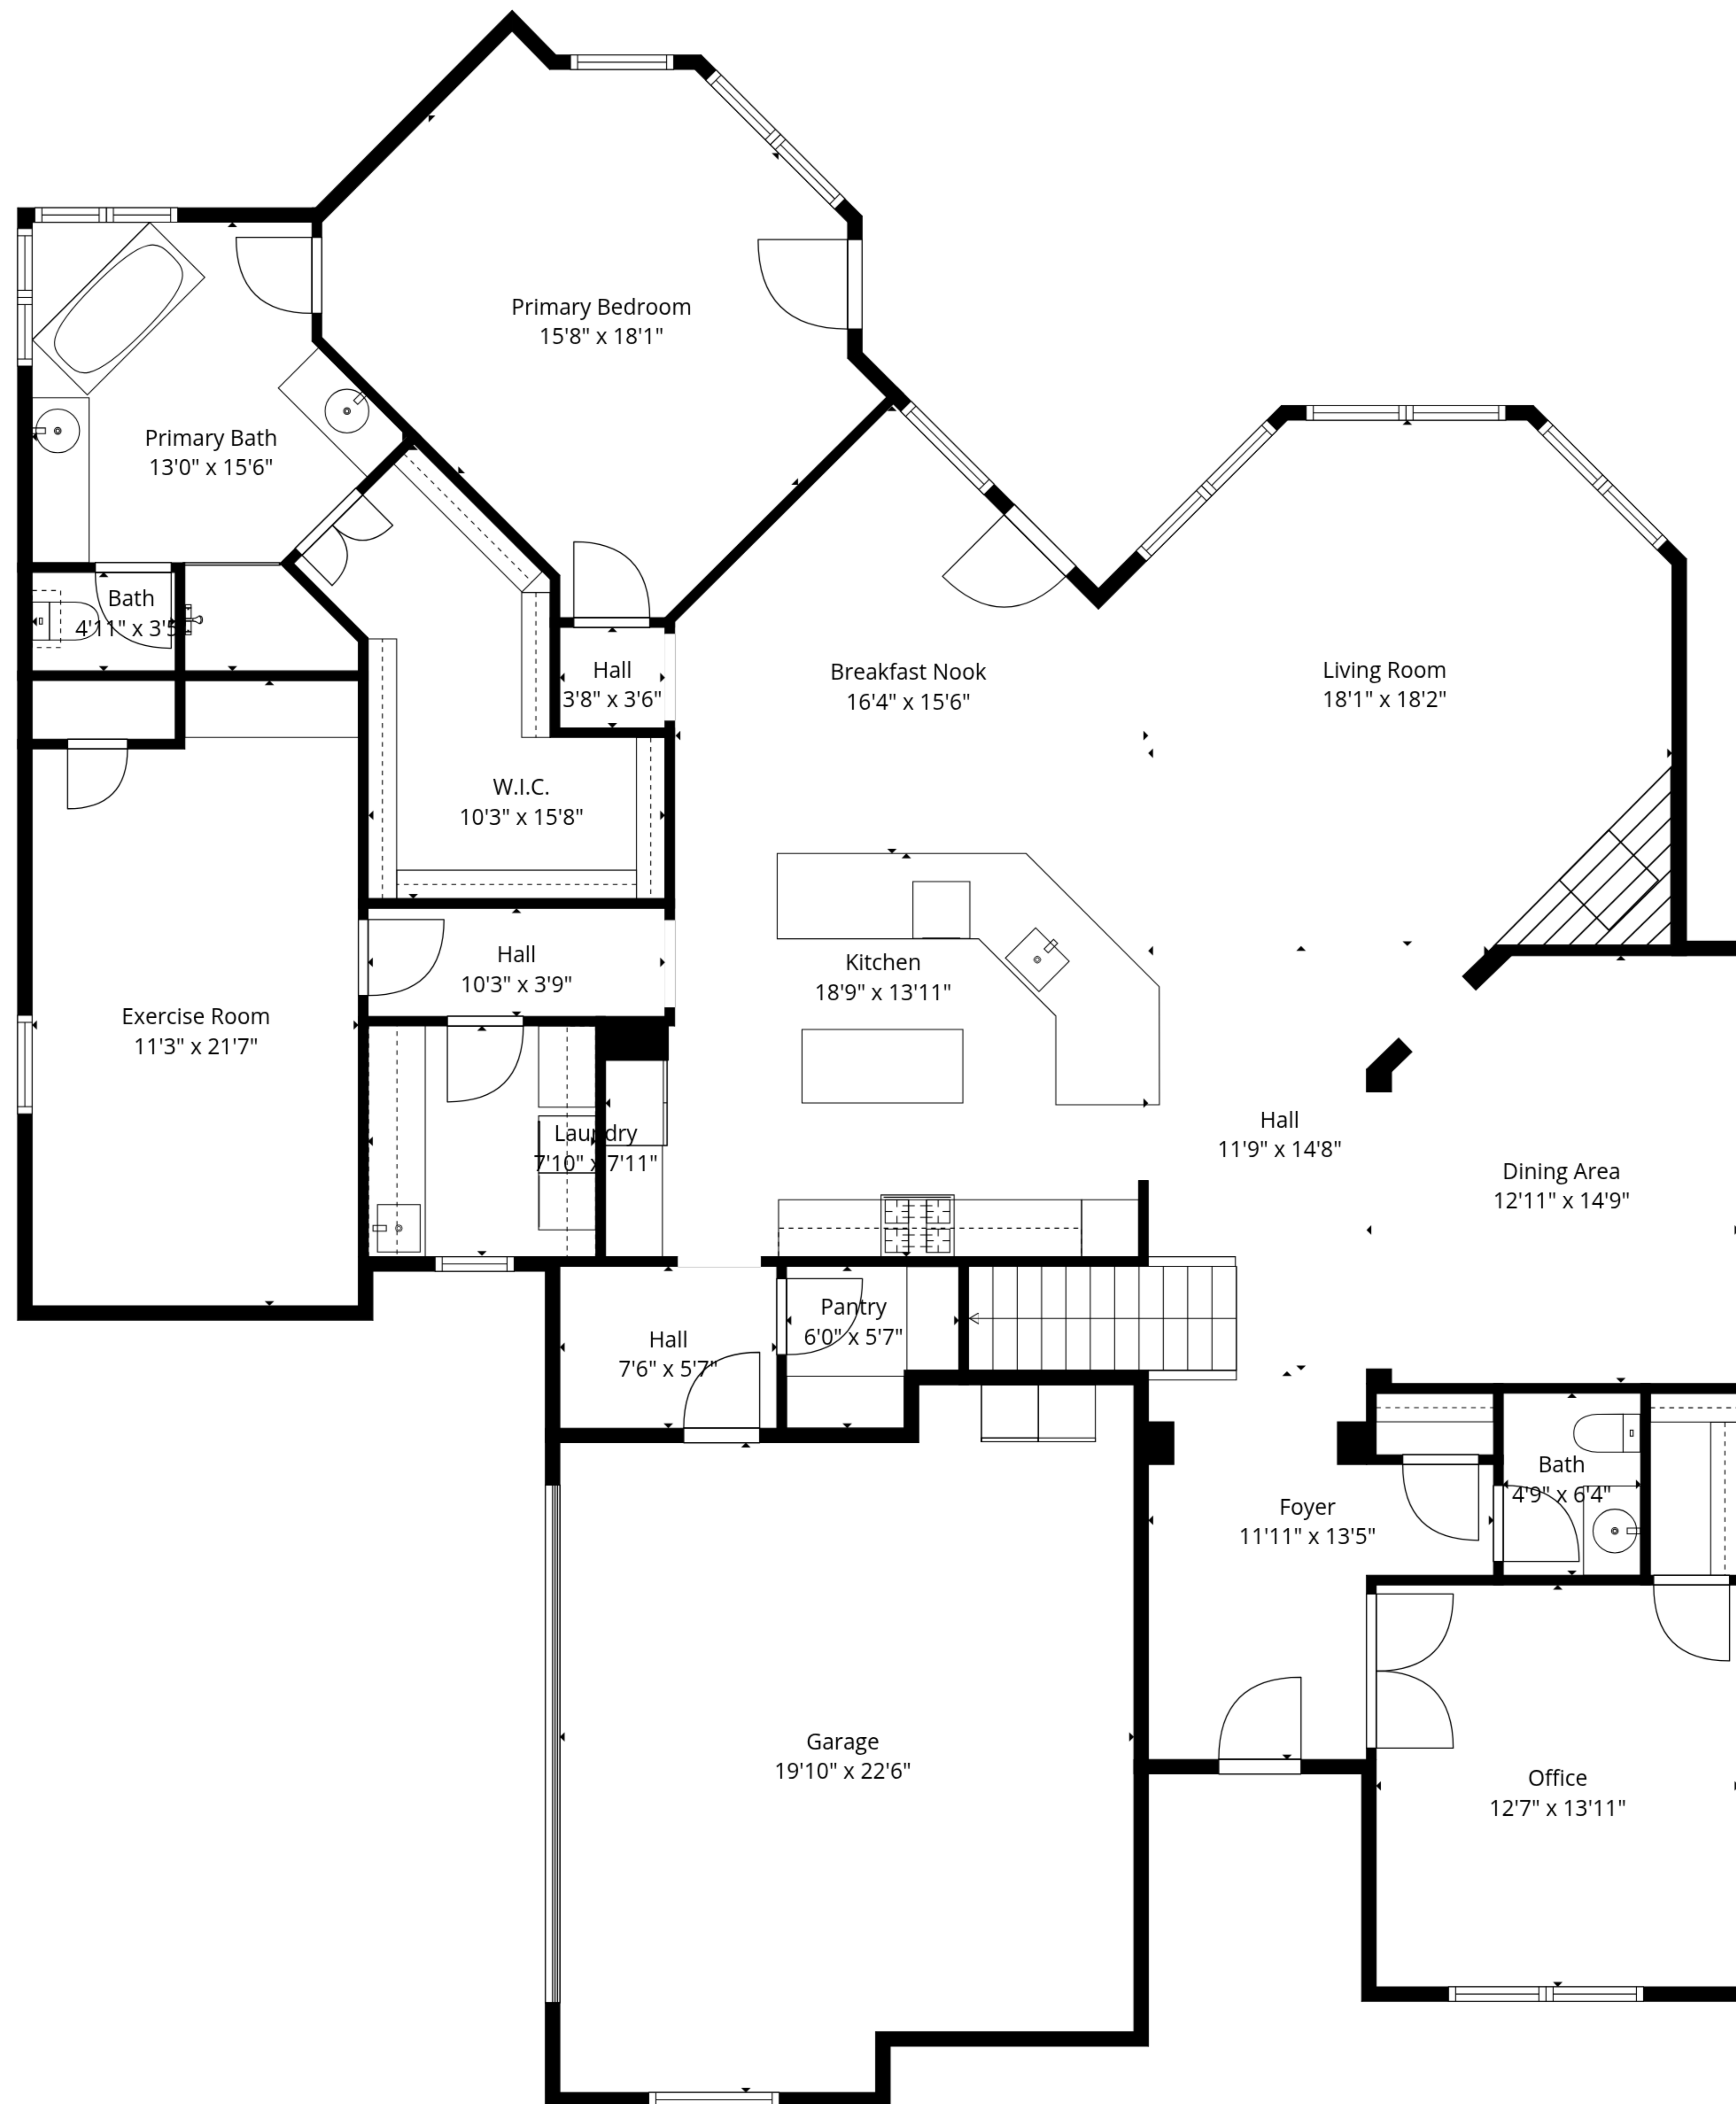 Primary Bedroom
15'8" x 18'1"
Primary Bath
13'0" x 15'6"
Bath
4'11" x 3'5"
Hall
3'8" x 3'6"
Breakfast Nook
16'4" x 15'6"
Living Room
18'1" x 18'2"
W.I.C.
10'3" x 15'8"
Hall
10'3" x 3'9"
Kitchen
18'9" x 13'11"
Exercise Room
11'3" x 21'7"
Laundry
7'10" x 7'11"
Hall
11'9" x 14'8"
Dining Area
12'11" x 14'9"
Hall
7'6" x 5'7"
Pantry
6'0" x 5'7"
Bath
4'9" x 6'4"
Foyer
11'11" x 13'5"
Garage
19'10" x 22'6"
Office
12'7" x 13'11"